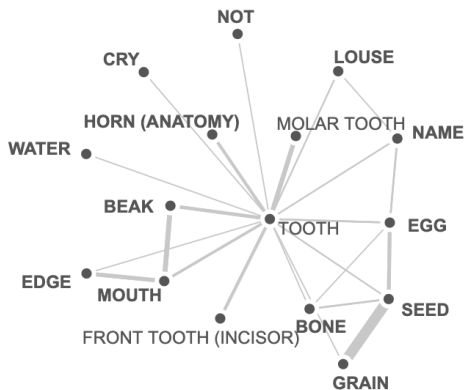 NOT
CRY
LOUSE
HORN (ANATOMY)
MOLAR TOOTH
NAME
WATER
BEAK
TOOTH
EGG
EDGE
MOUTH
SEED
FRONT TOOTH (INCISOR)
BONE
GRAIN